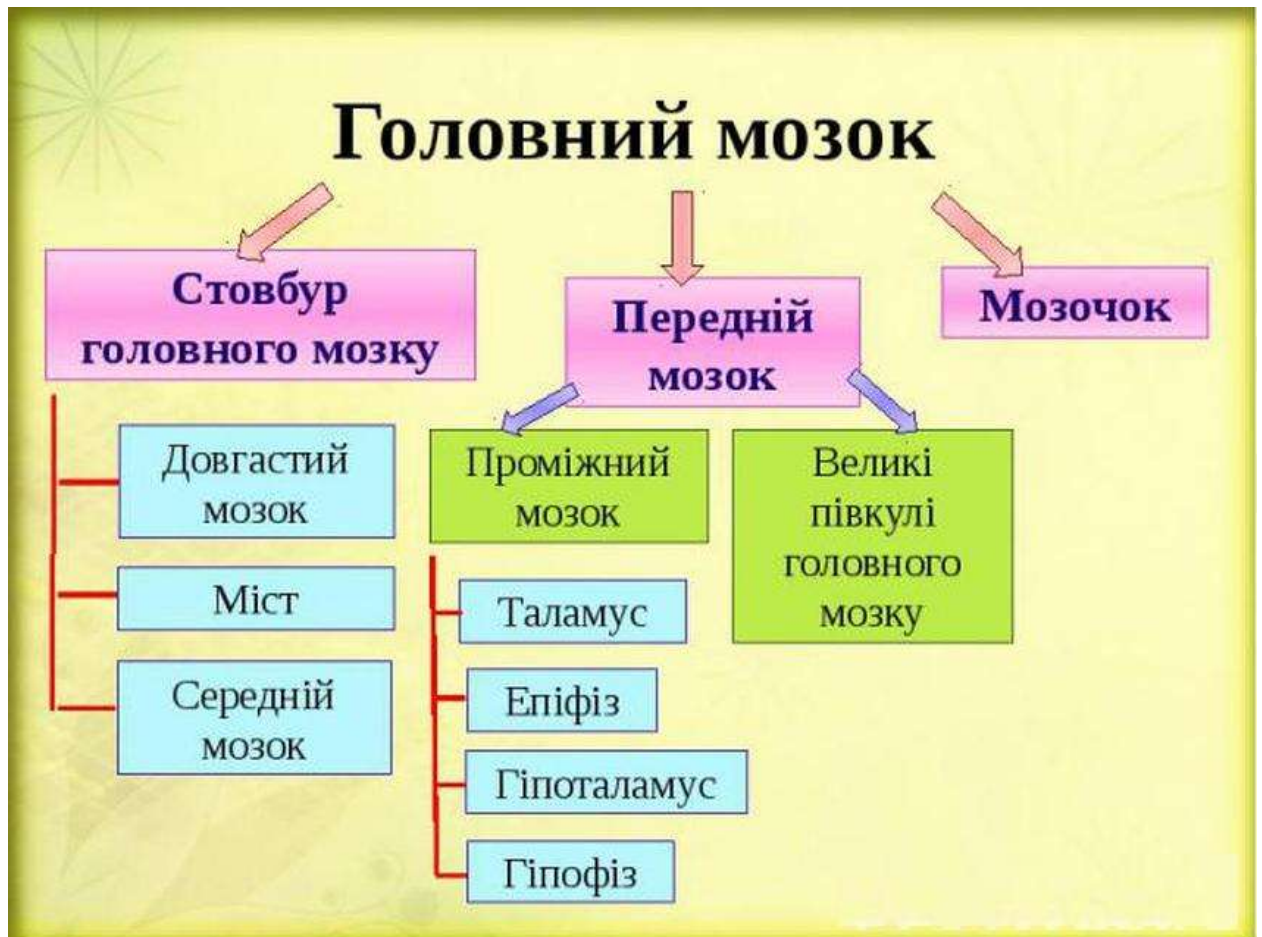 Головний мозок
Стовбур
головного мозку
Передній
мозок
Мозочок
Довгастий
мозок
Міст
Середній
мозок
Проміжний
мозок
Таламус
Епіфіз
Гіпоталамус
Гіпофіз
Великі
півкулі
головного
мозку